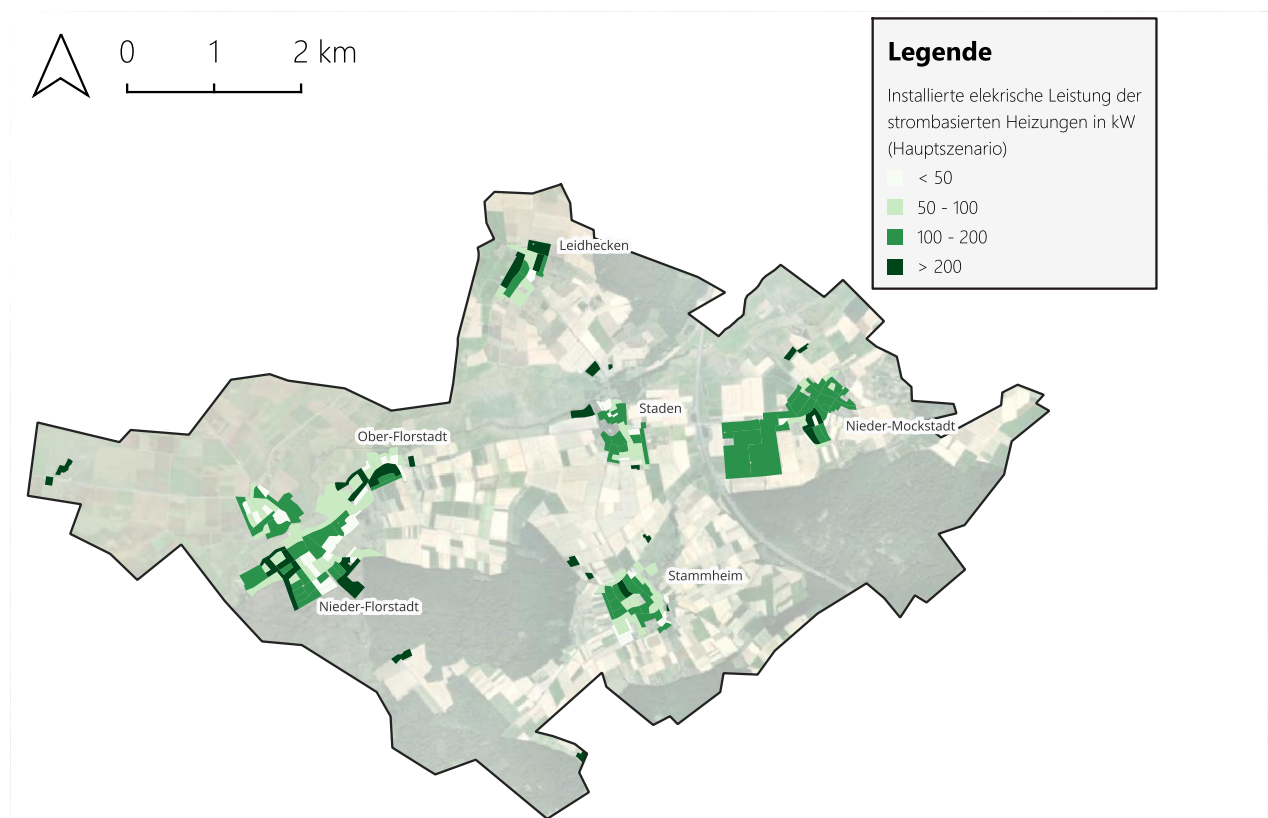 0 1 2 km
Legende
Installierte elekrische Leistung der
strombasierten Heizungen in kW
(Hauptszenario)
< 50
50 - 100
100 - 200
> 200
Leidhecken
Staden
Nieder-Mockstadt
Ober-Florstadt
Stammheim
Nieder-Florstadt